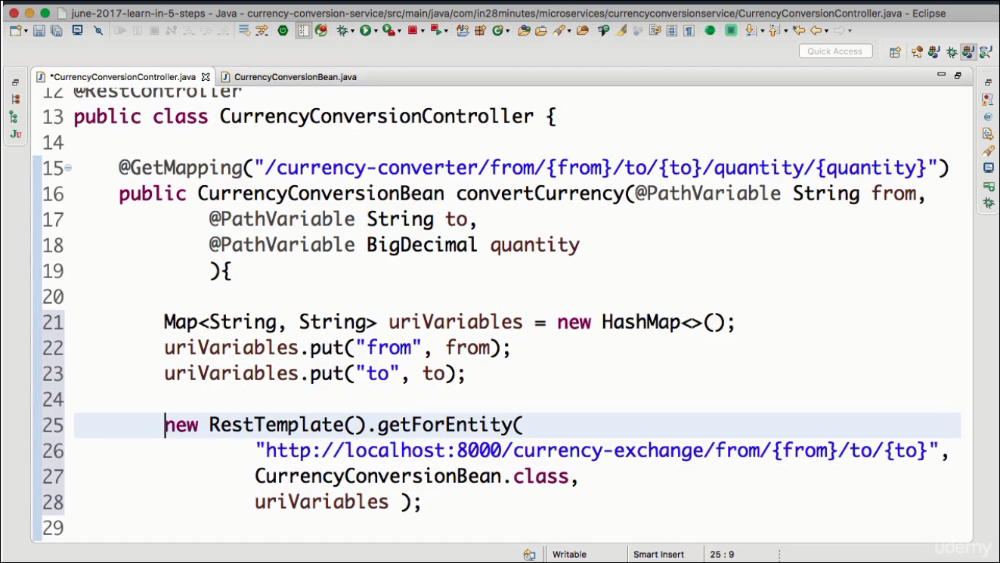 june-2017-learn-in-5-steps - Java - currency-conversion-service/src/main/java/com/in28minutes/microservices/currencyconversionservice/CurrencyConversionController.java - Eclipse
Quick Access
*CurrencyConversionController.java CurrencyConversionBean.java
12 @RestController
13 public class CurrencyConversionController {
14
15 @GetMapping("/currency-converter/from/{from}/to/{to}/quantity/{quantity}")
16 public CurrencyConversionBean convertCurrency(@PathVariable String from,
17 @PathVariable String to,
18 @PathVariable BigDecimal quantity
19 ){
20
21 Map<String, String> uriVariables = new HashMap<>();
22 uriVariables.put("from", from);
23 uriVariables.put("to", to);
24
25 new RestTemplate().getForEntity(
26 "http://localhost:8000/currency-exchange/from/{from}/to/{to}",
27 CurrencyConversionBean.class,
28 uriVariables );
29
udemy
Writable Smart Insert 25 : 9